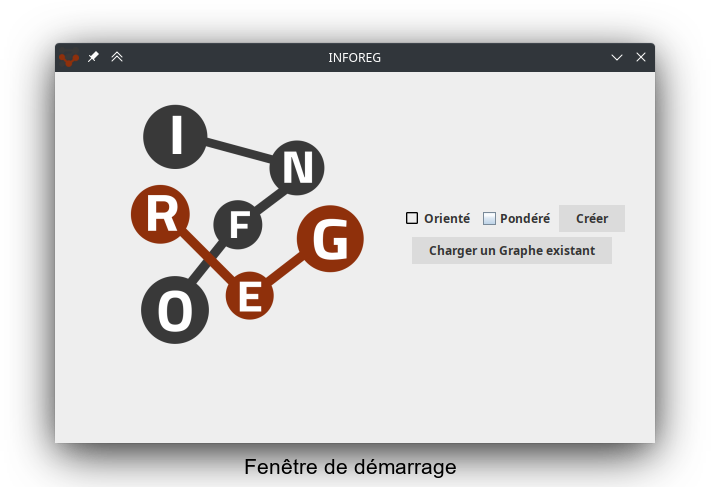 INFOREG
I
N
R
F
G
E
O
Orienté
Pondéré
Créer
Charger un Graphe existant
Fenêtre de démarrage